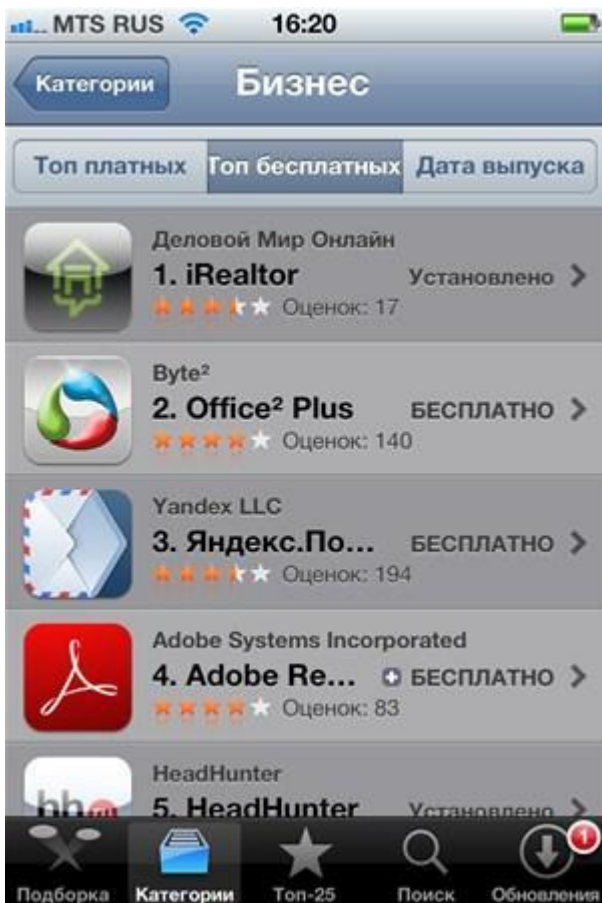 MTS RUS 16:20
Категории Бизнес
Топ платных Топ бесплатных Дата выпуска
Деловой Мир Онлайн
1. iRealtor Установлено
Оценок: 17
Byte²
2. Office² Plus БЕСПЛАТНО
Оценок: 140
Yandex LLC
3. Яндекс.По... БЕСПЛАТНО
Оценок: 194
Adobe Systems Incorporated
4. Adobe Re... БЕСПЛАТНО
Оценок: 83
HeadHunter
hh.ru 5. HeadHunter Установлено
1
Подборка Категории Топ-25 Поиск Обновления